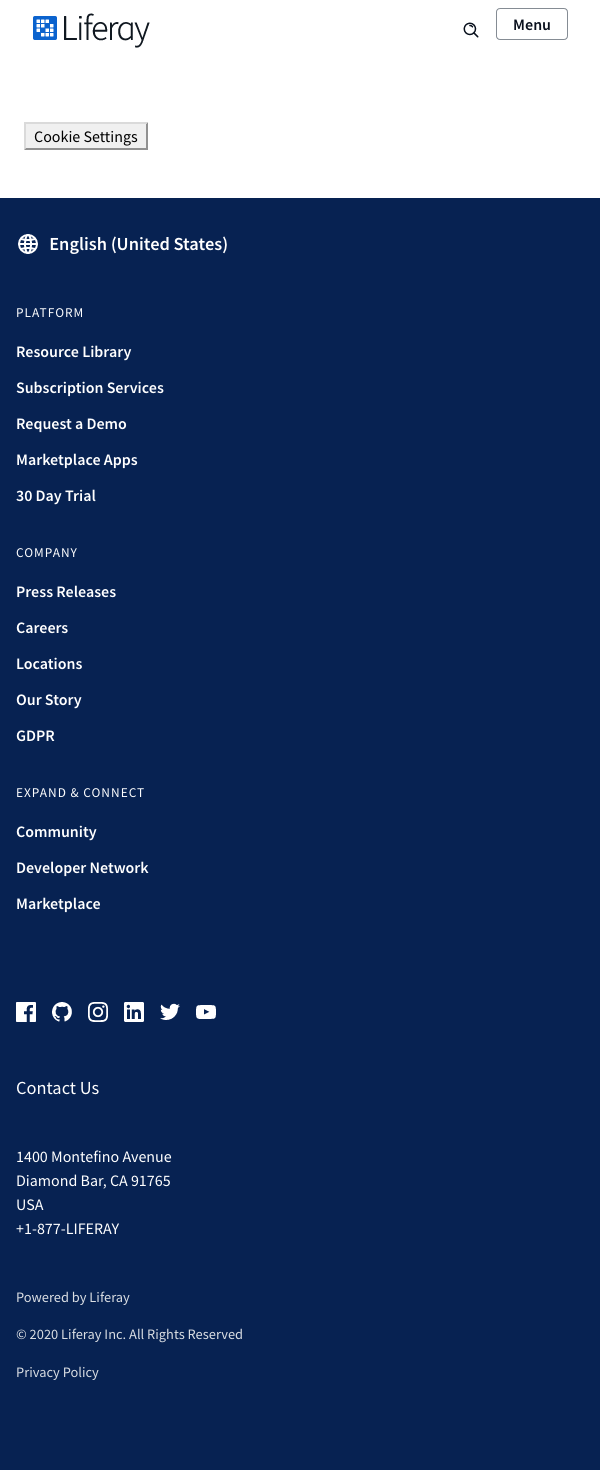 Liferay
Menu
Cookie Settings
English (United States)
PLATFORM
Resource Library
Subscription Services
Request a Demo
Marketplace Apps
30 Day Trial
COMPANY
Press Releases
Careers
Locations
Our Story
GDPR
EXPAND & CONNECT
Community
Developer Network
Marketplace
Contact Us
1400 Montefino Avenue
Diamond Bar, CA 91765
USA
+1-877-LIFERAY
Powered by Liferay
© 2020 Liferay Inc. All Rights Reserved
Privacy Policy